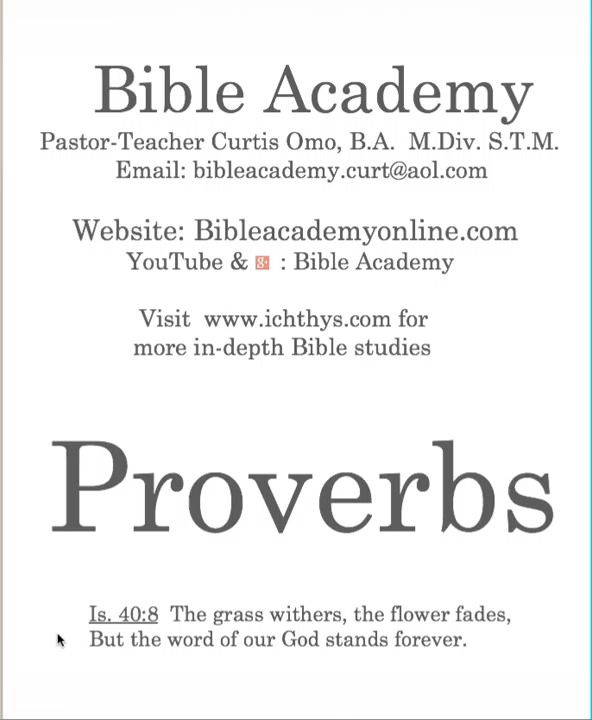 Bible Academy
Pastor-Teacher Curtis Omo, B.A. M.Div. S.T.M.
Email: bibleacademy.curt@aol.com
Website: Bibleacademyonline.com
YouTube & g+ : Bible Academy
Visit www.ichthys.com for
more in-depth Bible studies
Proverbs
Is. 40:8 The grass withers, the flower fades,
But the word of our God stands forever.